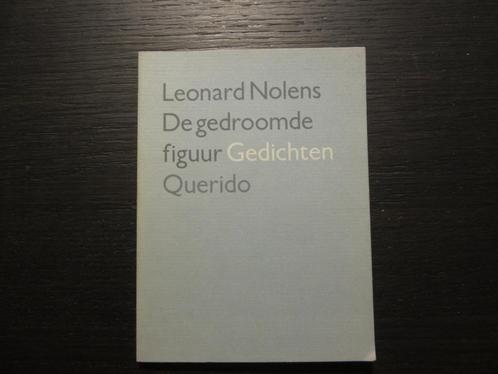 Leonard Nolens
De gedroomde
figuur Gedichten
Querido